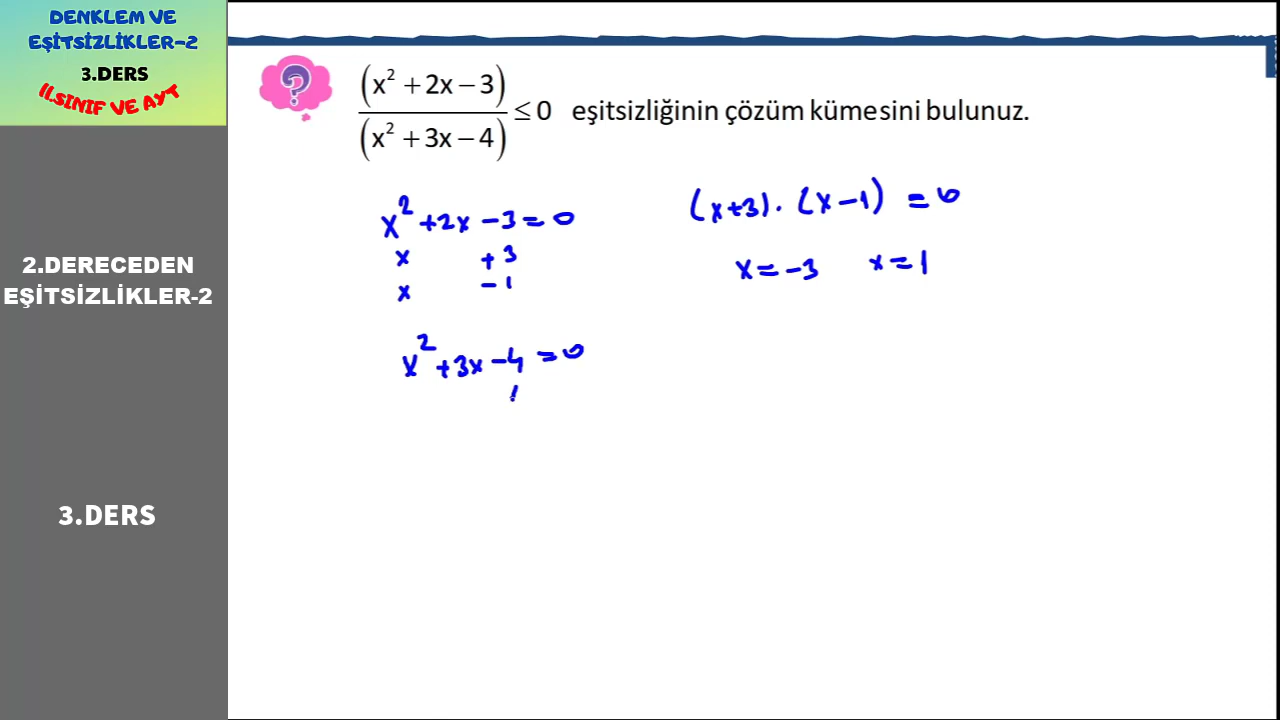 DENKLEM VE
EŞİTSİZLİKLER-2
3.DERS
11.SINIF VE AYT
2.DERECEDEN
EŞİTSİZLİKLER-2
3.DERS
(x² + 2x − 3)
(x² + 3x − 4)
≤ 0 eşitsizliğinin çözüm kümesini bulunuz.
x² + 2x − 3 = 0
x + 3
x − 1
(x+3) . (x−1) = 0
x = −3 x = 1
x² + 3x − 4 = 0